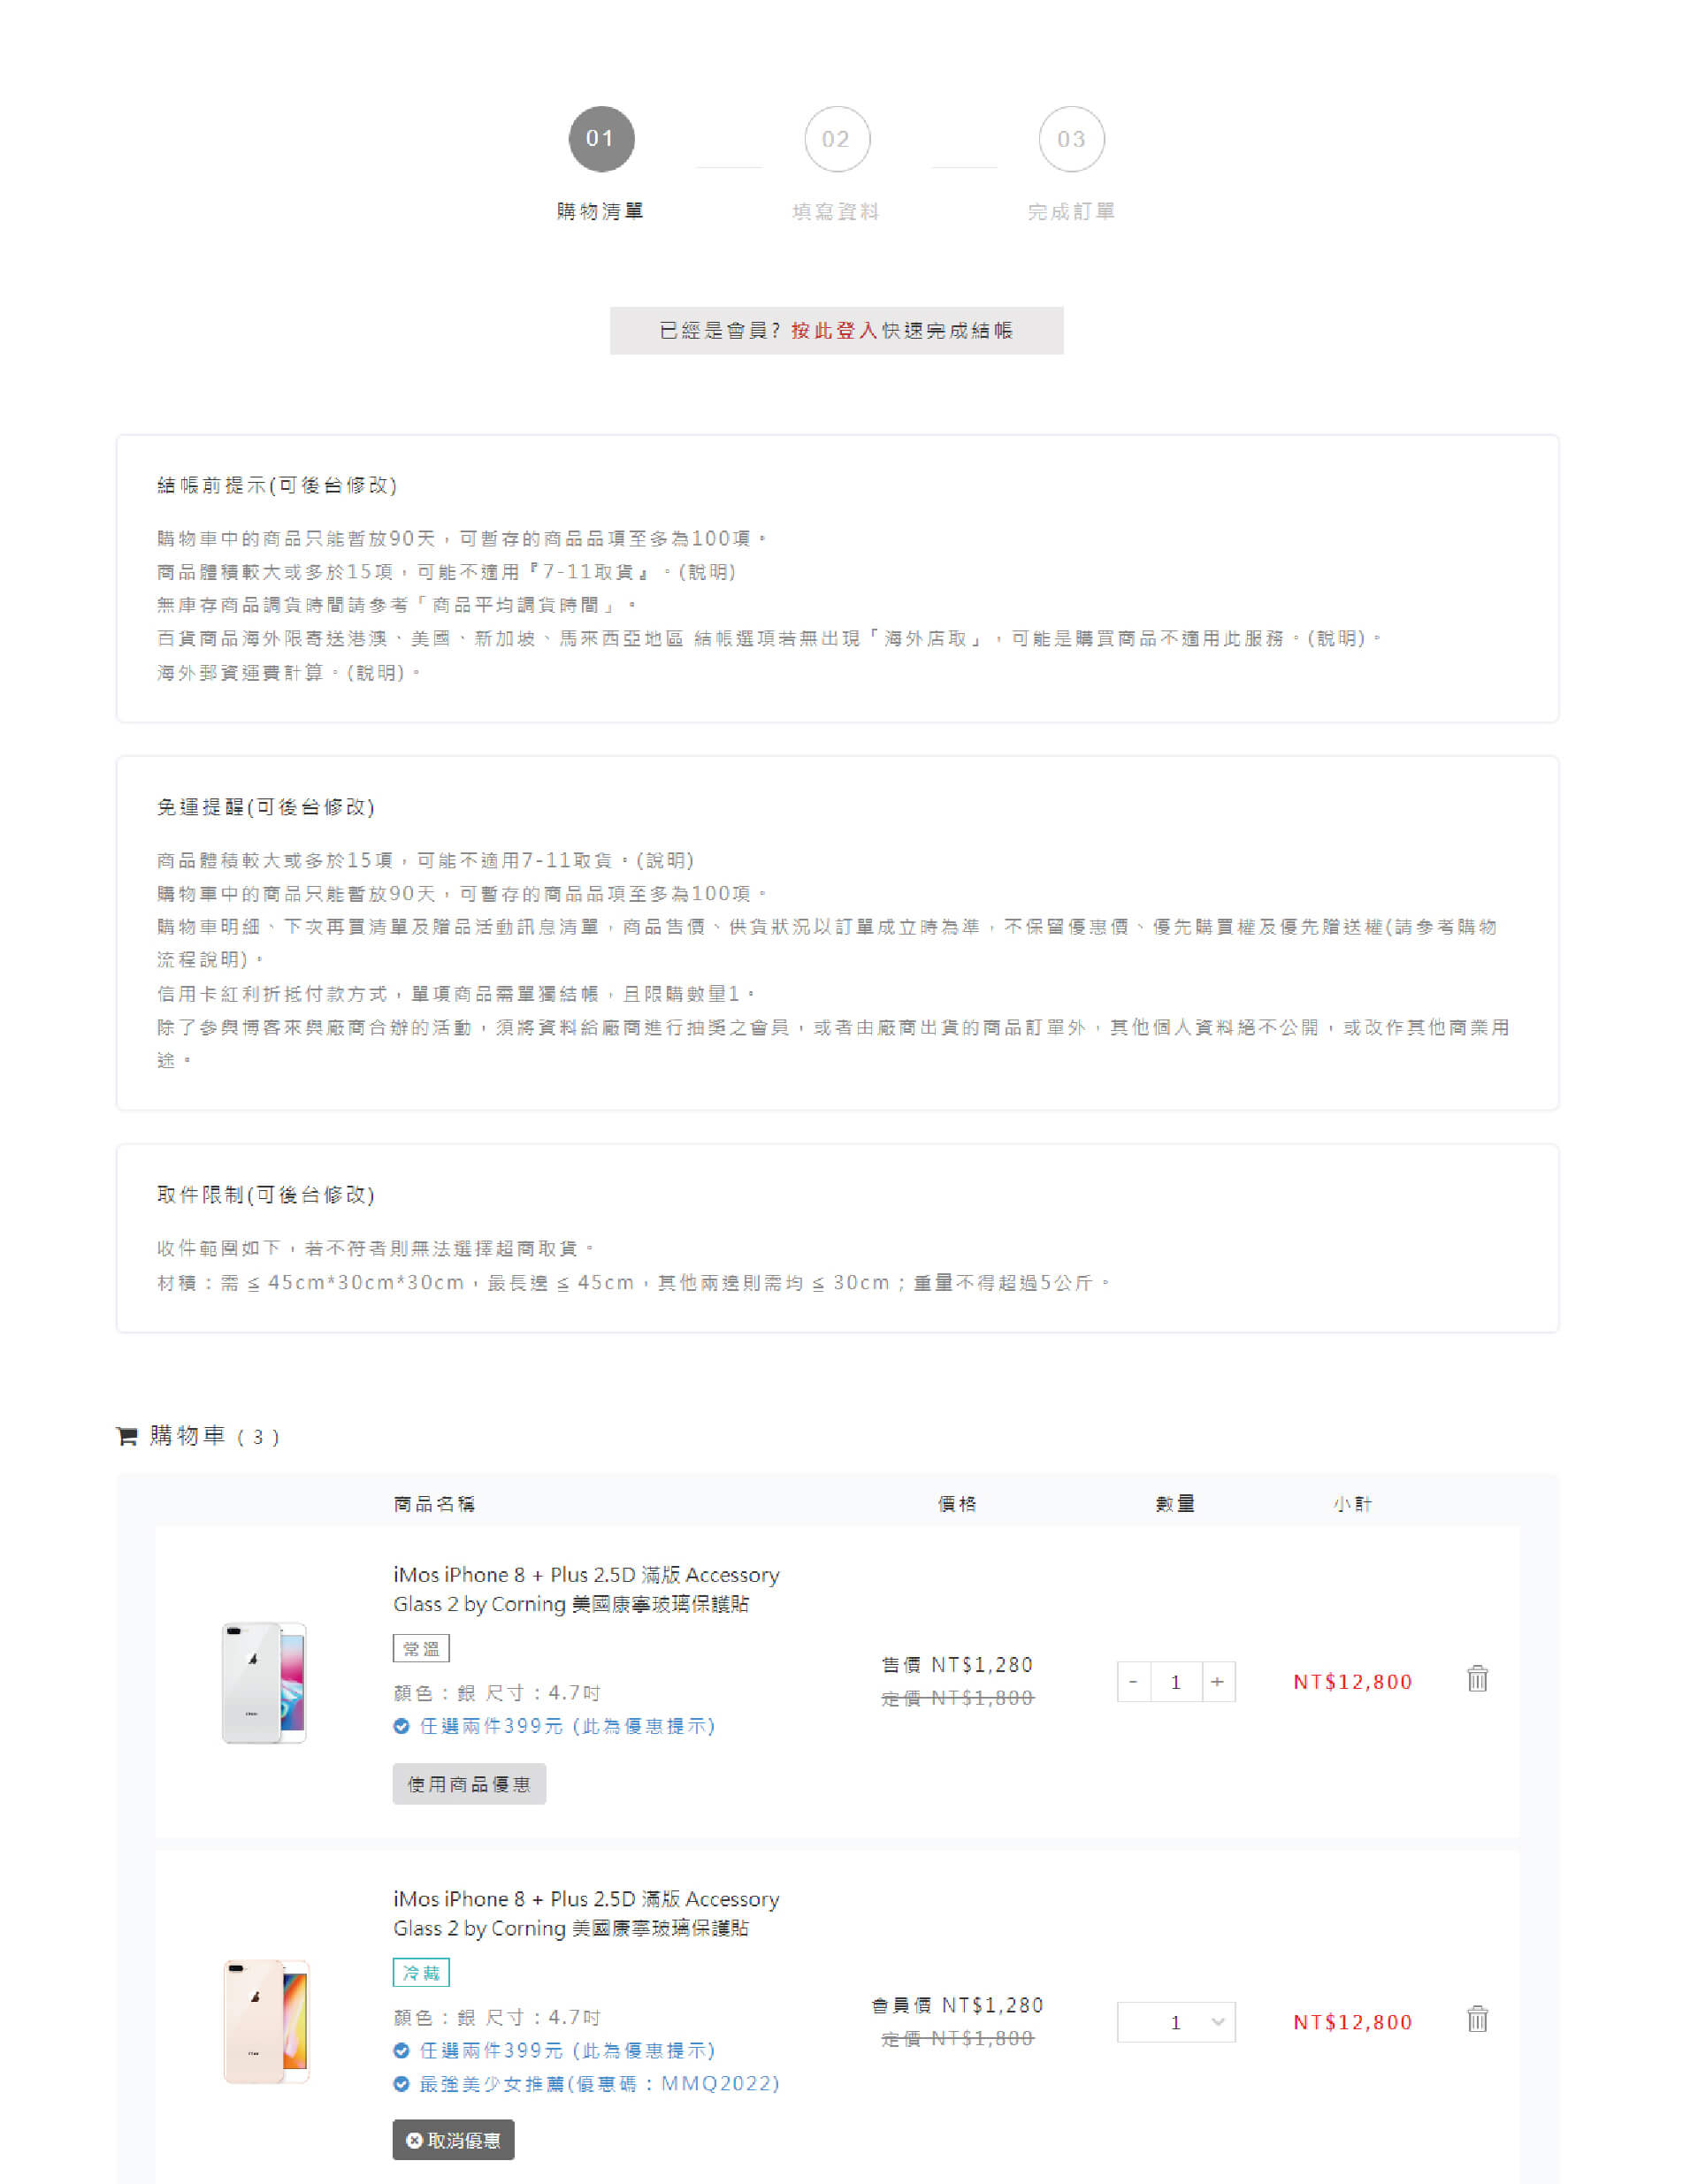 01
02
03
購物清單
填寫資料
完成訂單
已經是會員? 按此登入快速完成結帳
結帳前提示(可後台修改)
購物車中的商品只能暫放90天，可暫存的商品品項至多為100項。
商品體積較大或多於15項，可能不適用『7-11取貨』。(說明)
無庫存商品調貨時間請參考「商品平均調貨時間」。
百貨商品海外限寄送港澳、美國、新加坡、馬來西亞地區 結帳選項若無出現「海外店取」，可能是購買商品不適用此服務。(說明)。
海外郵資運費計算。(說明)。
免運提醒(可後台修改)
商品體積較大或多於15項，可能不適用7-11取貨。(說明)
購物車中的商品只能暫放90天，可暫存的商品品項至多為100項。
購物車明細、下次再買清單及贈品活動訊息清單，商品售價、供貨狀況以訂單成立時為準，不保留優惠價、優先購買權及優先贈送權(請參考購物
流程說明)。
信用卡紅利折抵付款方式，單項商品需單獨結帳，且限購數量1。
除了參與博客來與廠商合辦的活動，須將資料給廠商進行抽獎之會員，或者由廠商出貨的商品訂單外，其他個人資料絕不公開，或改作其他商業用
途。
取件限制(可後台修改)
收件範圍如下，若不符者則無法選擇超商取貨。
材積：需 ≦ 45cm*30cm*30cm，最長邊 ≦ 45cm，其他兩邊則需均 ≦ 30cm；重量不得超過5公斤。
購物車 ( 3 )
商品名稱 價格 數量 小計
iMos iPhone 8 + Plus 2.5D 滿版 Accessory
Glass 2 by Corning 美國康寧玻璃保護貼
常溫
顏色：銀 尺寸：4.7吋
任選兩件399元 (此為優惠提示)
使用商品優惠
售價 NT$1,280
定價 NT$1,800
- 1 +
NT$12,800
iMos iPhone 8 + Plus 2.5D 滿版 Accessory
Glass 2 by Corning 美國康寧玻璃保護貼
冷藏
顏色：銀 尺寸：4.7吋
任選兩件399元 (此為優惠提示)
最強美少女推薦(優惠碼：MMQ2022)
取消優惠
會員價 NT$1,280
定價 NT$1,800
1
NT$12,800